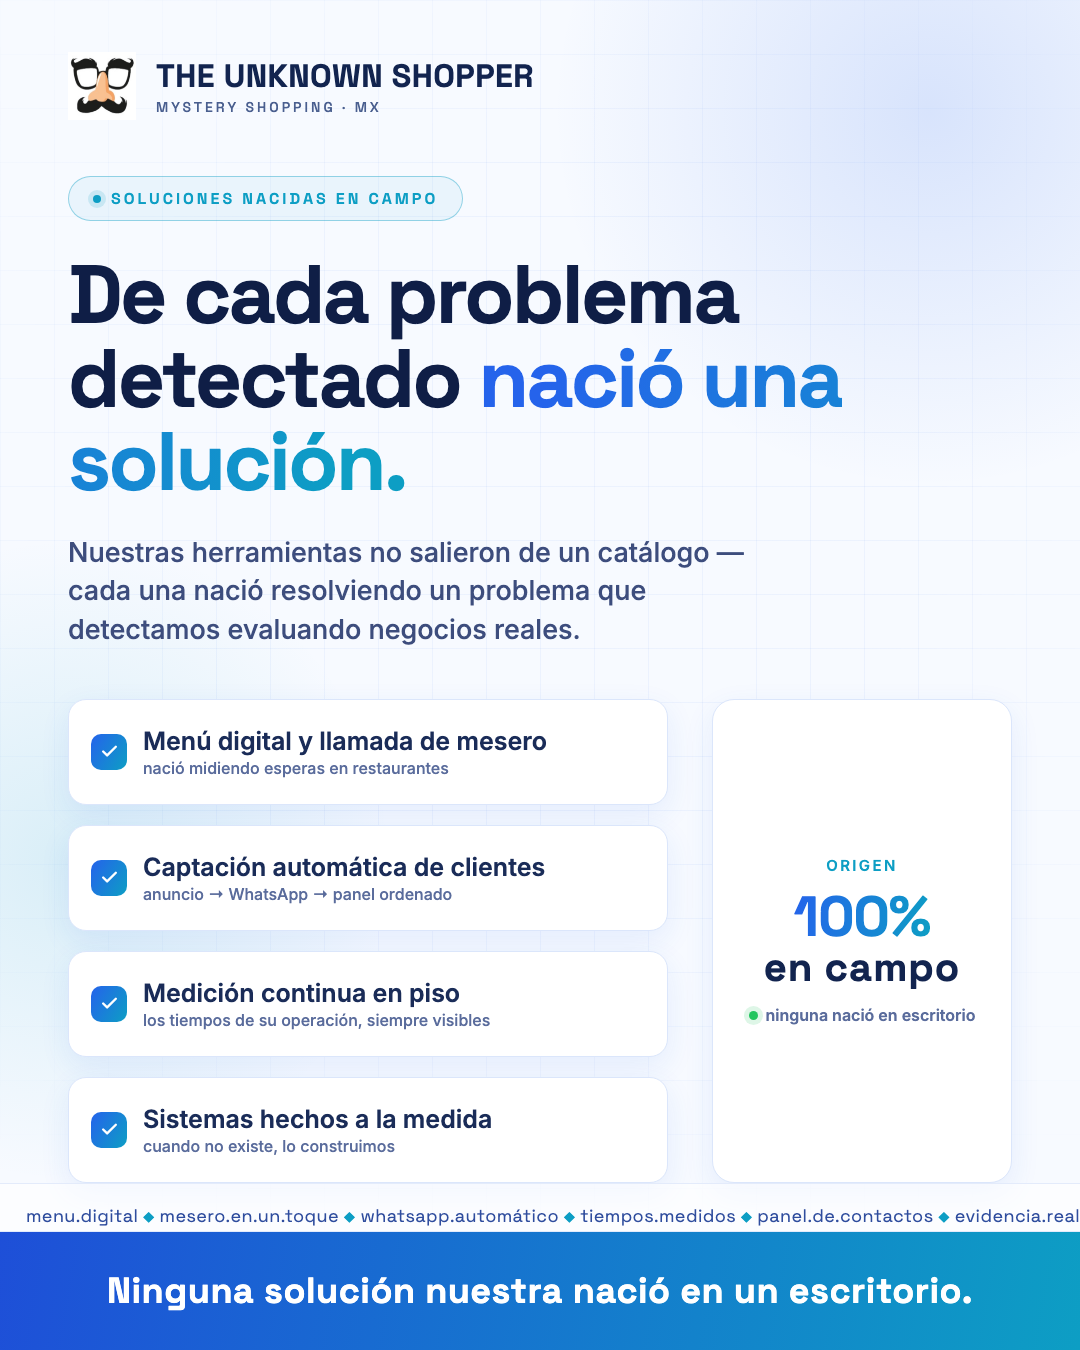 THE UNKNOWN SHOPPER
MYSTERY SHOPPING · MX
SOLUCIONES NACIDAS EN CAMPO
De cada problema
detectado nació una
solución.
Nuestras herramientas no salieron de un catálogo —
cada una nació resolviendo un problema que
detectamos evaluando negocios reales.
Menú digital y llamada de mesero
nació midiendo esperas en restaurantes
Captación automática de clientes
anuncio → WhatsApp → panel ordenado
Medición continua en piso
los tiempos de su operación, siempre visibles
Sistemas hechos a la medida
cuando no existe, lo construimos
ORIGEN
100%
en campo
ninguna nació en escritorio
menu.digital ◆ mesero.en.un.toque ◆ whatsapp.automático ◆ tiempos.medidos ◆ panel.de.contactos ◆ evidencia.real
Ninguna solución nuestra nació en un escritorio.